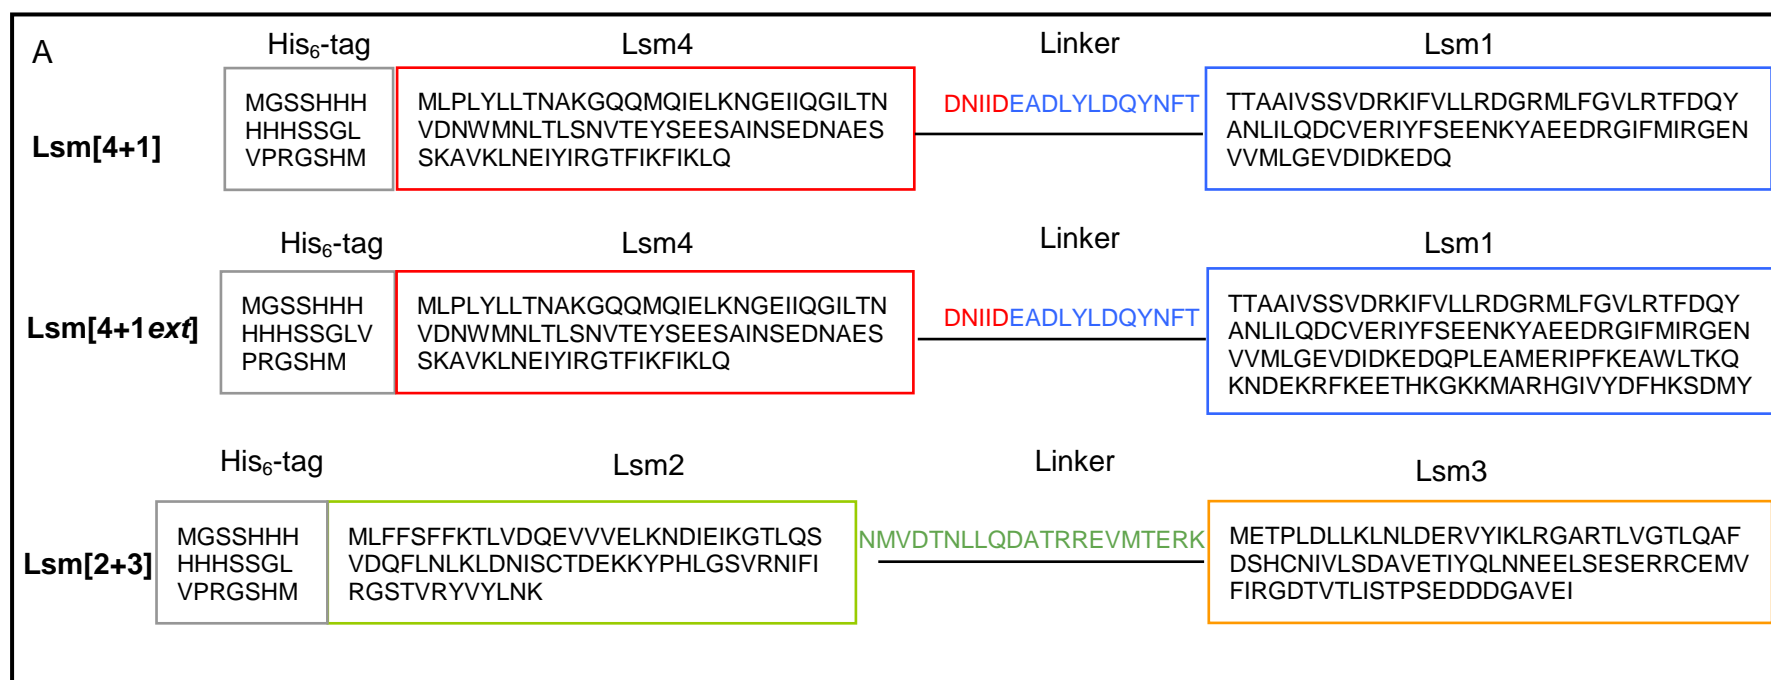 A
His6-tag Lsm4 Linker Lsm1
Lsm[4+1]
MGSSHHH
HHHSSGL
VPRGSHM
MLPLYLLTNAKGQQMQIELKNGEIIQGILTN
VDNWMNLTLSNVTEYSEESAINSEDNAES
SKAVKLNEIYIRGTFIKFIKLQ
DNIIDEADLYLDQYNFT
TTAAIVSSVDRKIFVLLRDGRMLFGVLRTFDQY
ANLILQDCVERIYFSEENKYAEEDRGIFMIRGEN
VVMLGEVDIDKEDQ
His6-tag Lsm4 Linker Lsm1
Lsm[4+1ext]
MGSSHHH
HHHSSGLV
PRGSHM
MLPLYLLTNAKGQQMQIELKNGEIIQGILTN
VDNWMNLTLSNVTEYSEESAINSEDNAES
SKAVKLNEIYIRGTFIKFIKLQ
DNIIDEADLYLDQYNFT
TTAAIVSSVDRKIFVLLRDGRMLFGVLRTFDQY
ANLILQDCVERIYFSEENKYAEEDRGIFMIRGEN
VVMLGEVDIDKEDQPLEAMERIPFKEAWLTKQ
KNDEKRFKEETHKGKKMARHGIVYDFHKSDMY
His6-tag Lsm2 Linker Lsm3
Lsm[2+3]
MGSSHHH
HHHSSGL
VPRGSHM
MLFFSFFKTLVDQEVVVELKNDIEIKGTLQS
VDQFLNLKLDNISCTDEKKYPHLGSVRNIFI
RGSTVRYVYLNK
NMVDTNLLQDATRREVMTERK
METPLDLLKLNLDERVYIKLRGARTLVGTLQAF
DSHCNIVLSDAVETIYQLNNEELSESERRCEMV
FIRGDTVTLISTPSEDDDGAVEI